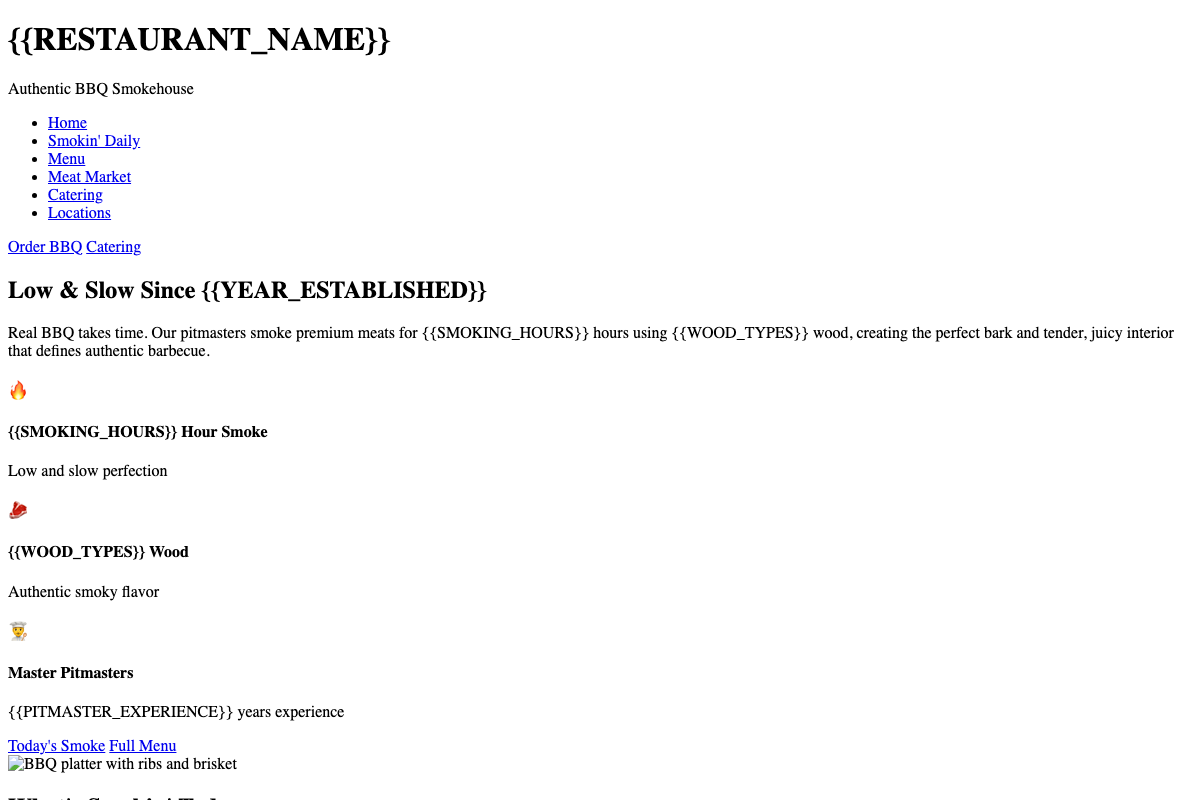 {{RESTAURANT_NAME}}
Authentic BBQ Smokehouse
Home
Smokin' Daily
Menu
Meat Market
Catering
Locations
Order BBQ Catering
Low & Slow Since {{YEAR_ESTABLISHED}}
Real BBQ takes time. Our pitmasters smoke premium meats for {{SMOKING_HOURS}} hours using {{WOOD_TYPES}} wood, creating the perfect bark and tender, juicy interior
that defines authentic barbecue.
{{SMOKING_HOURS}} Hour Smoke
Low and slow perfection
{{WOOD_TYPES}} Wood
Authentic smoky flavor
Master Pitmasters
{{PITMASTER_EXPERIENCE}} years experience
Today's Smoke Full Menu
BBQ platter with ribs and brisket